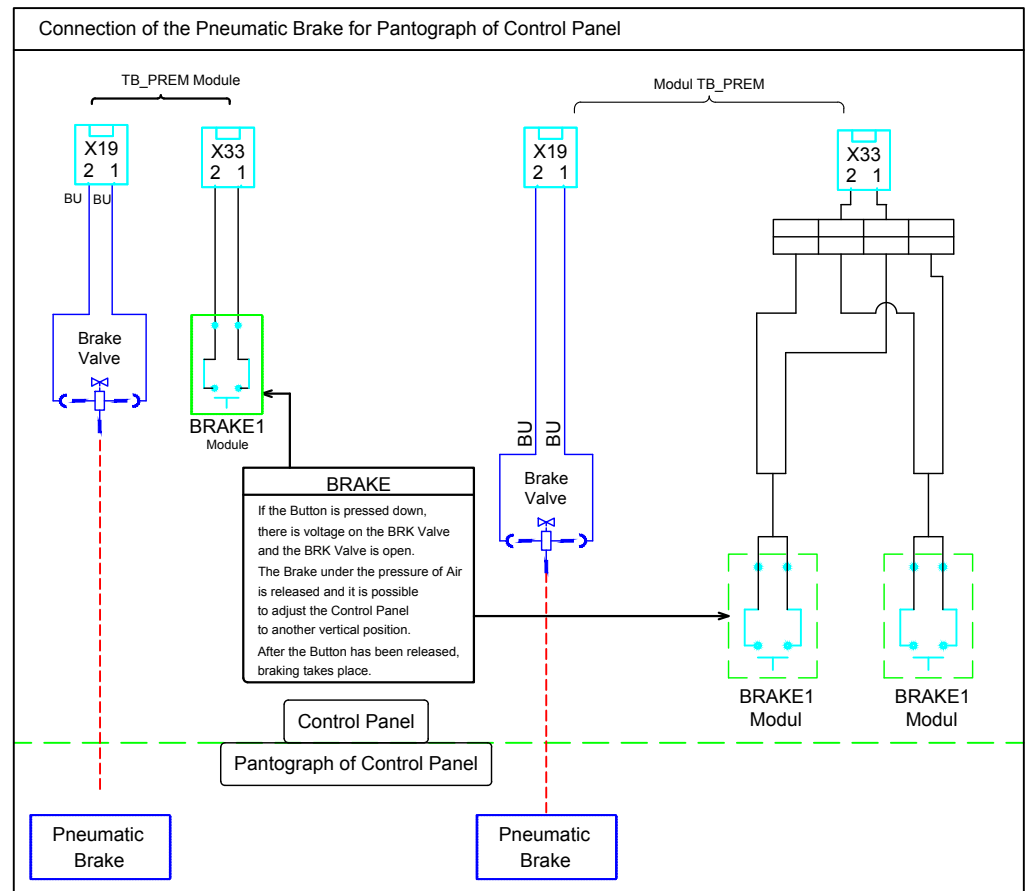 Connection of the Pneumatic Brake for Pantograph of Control Panel
TB_PREM Module
X19
2 1
BU BU
X33
2 1
Brake
Valve
BRAKE1
Module
Modul TB_PREM
X19
2 1
X33
2 1
BU BU
Brake
Valve
BRAKE
If the Button is pressed down,
there is voltage on the BRK Valve
and the BRK Valve is open.
The Brake under the pressure of Air
is released and it is possible
to adjust the Control Panel
to another vertical position.
After the Button has been released,
braking takes place.
BRAKE1
Modul
BRAKE1
Modul
Control Panel
Pantograph of Control Panel
Pneumatic
Brake
Pneumatic
Brake